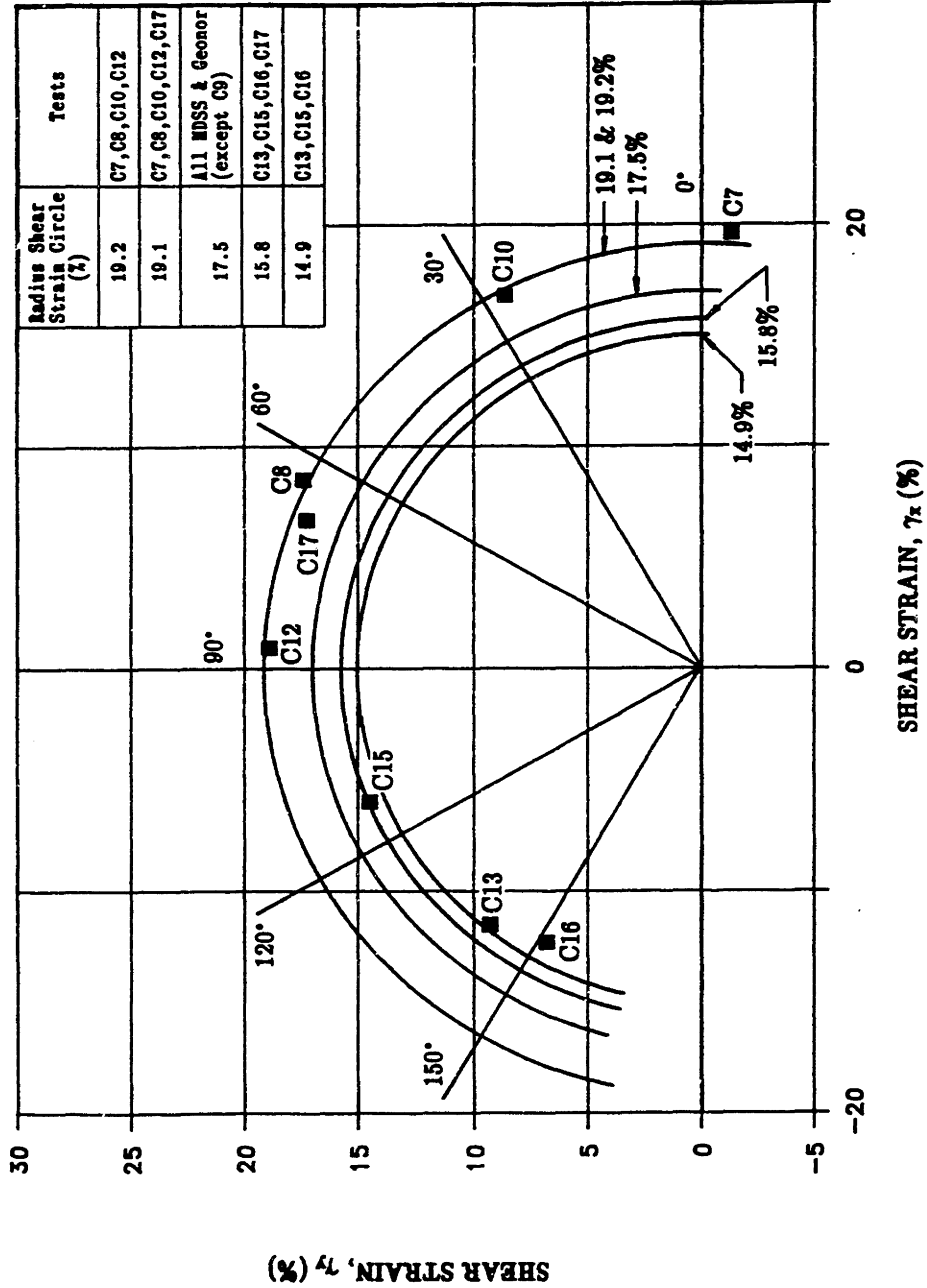 Radius Shear
Strain Circle
(%)
Tests
19.2
C7,C8,C10,C12
19.1
C7,C8,C10,C12,C17
17.5
All MDSS & Geonor
(except C9)
15.8
C13,C15,C16,C17
14.9
C13,C15,C16
30
25
20
15
10
5
0
-5
-20
0
20
150°
120°
90°
60°
30°
0°
C16
C13
C15
C12
C17
C8
C10
C7
19.1 & 19.2%
17.5%
15.8%
14.9%
SHEAR STRAIN, γy (%)
SHEAR STRAIN, γx (%)